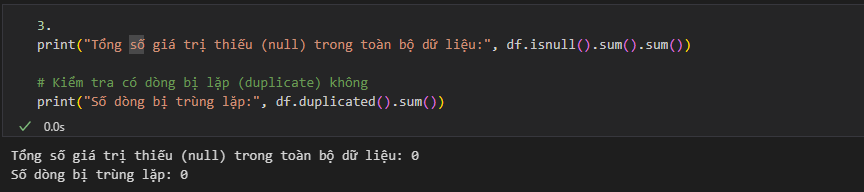 3.
print("Tổng số giá trị thiếu (null) trong toàn bộ dữ liệu:", df.isnull().sum().sum())
# Kiểm tra có dòng bị lặp (duplicate) không
print("Số dòng bị trùng lặp:", df.duplicated().sum())
0.0s
Tổng số giá trị thiếu (null) trong toàn bộ dữ liệu: 0
Số dòng bị trùng lặp: 0